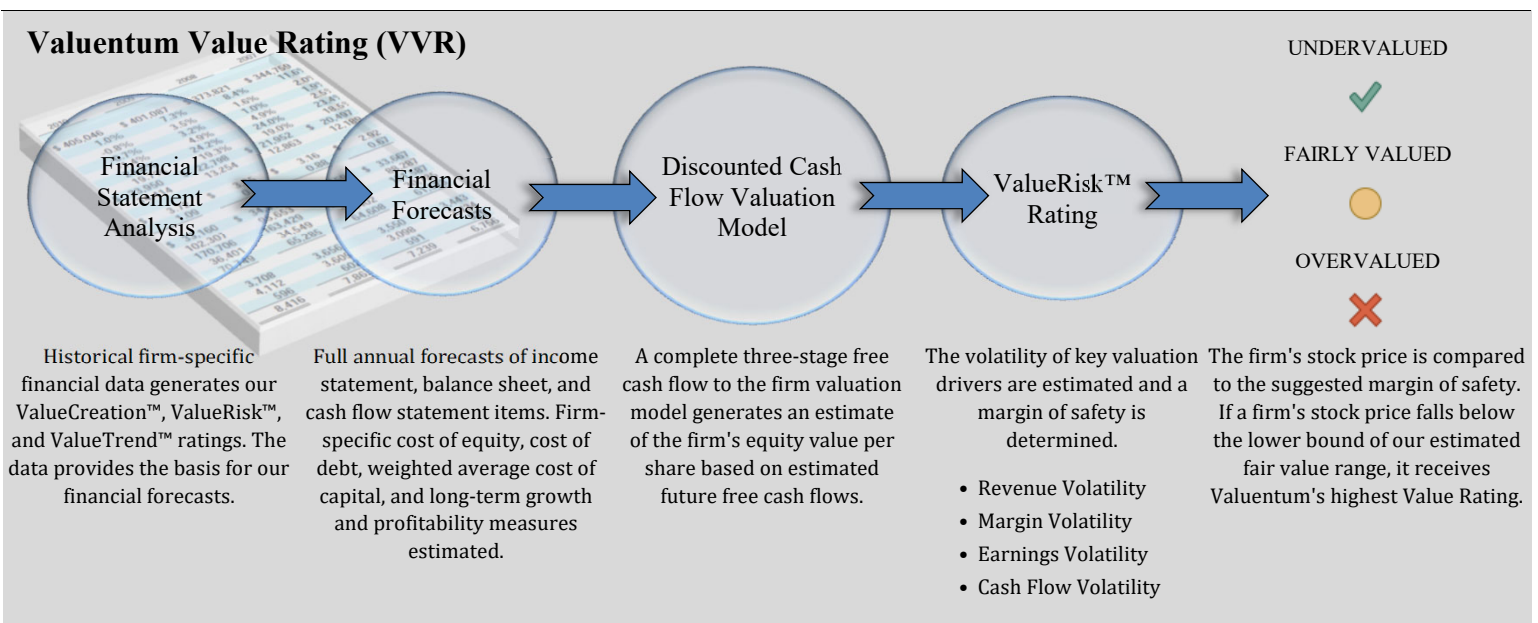 Valuentum Value Rating (VVR)
Financial
Statement
Analysis
Financial
Forecasts
Discounted Cash
Flow Valuation
Model
ValueRisk™
Rating
UNDERVALUED
FAIRLY VALUED
OVERVALUED
Historical firm-specific
financial data generates our
ValueCreation™, ValueRisk™,
and ValueTrend™ ratings. The
data provides the basis for our
financial forecasts.
Full annual forecasts of income
statement, balance sheet, and
cash flow statement items. Firm-
specific cost of equity, cost of
debt, weighted average cost of
capital, and long-term growth
and profitability measures
estimated.
A complete three-stage free
cash flow to the firm valuation
model generates an estimate
of the firm's equity value per
share based on estimated
future free cash flows.
The volatility of key valuation
drivers are estimated and a
margin of safety is
determined.
• Revenue Volatility
• Margin Volatility
• Earnings Volatility
• Cash Flow Volatility
The firm's stock price is compared
to the suggested margin of safety.
If a firm's stock price falls below
the lower bound of our estimated
fair value range, it receives
Valuentum's highest Value Rating.